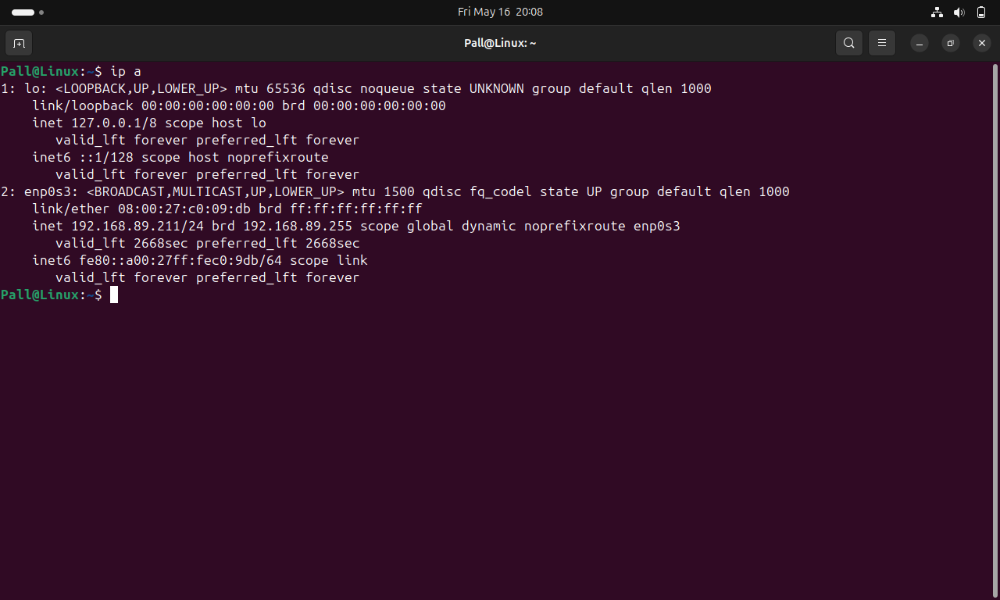 Fri May 16 20:08
Pall@Linux: ~
Pall@Linux:~$ ip a
1: lo: <LOOPBACK,UP,LOWER_UP> mtu 65536 qdisc noqueue state UNKNOWN group default qlen 1000
    link/loopback 00:00:00:00:00:00 brd 00:00:00:00:00:00
    inet 127.0.0.1/8 scope host lo
       valid_lft forever preferred_lft forever
    inet6 ::1/128 scope host noprefixroute
       valid_lft forever preferred_lft forever
2: enp0s3: <BROADCAST,MULTICAST,UP,LOWER_UP> mtu 1500 qdisc fq_codel state UP group default qlen 1000
    link/ether 08:00:27:c0:09:db brd ff:ff:ff:ff:ff:ff
    inet 192.168.89.211/24 brd 192.168.89.255 scope global dynamic noprefixroute enp0s3
       valid_lft 2668sec preferred_lft 2668sec
    inet6 fe80::a00:27ff:fec0:9db/64 scope link
       valid_lft forever preferred_lft forever
Pall@Linux:~$